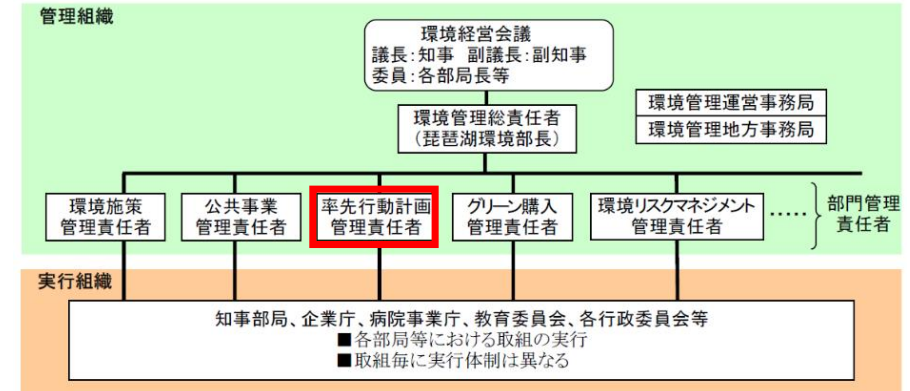 管理組織
環境経営会議
議長:知事 副議長:副知事
委員:各部局長等
環境管理総責任者
(琵琶湖環境部長)
環境管理運営事務局
環境管理地方事務局
環境施策
管理責任者
公共事業
管理責任者
率先行動計画
管理責任者
グリーン購入
管理責任者
環境リスクマネジメント
管理責任者
‥‥‥
部門管理
責任者
実行組織
知事部局、企業庁、病院事業庁、教育委員会、各行政委員会等
■各部局等における取組の実行
■取組毎に実行体制は異なる